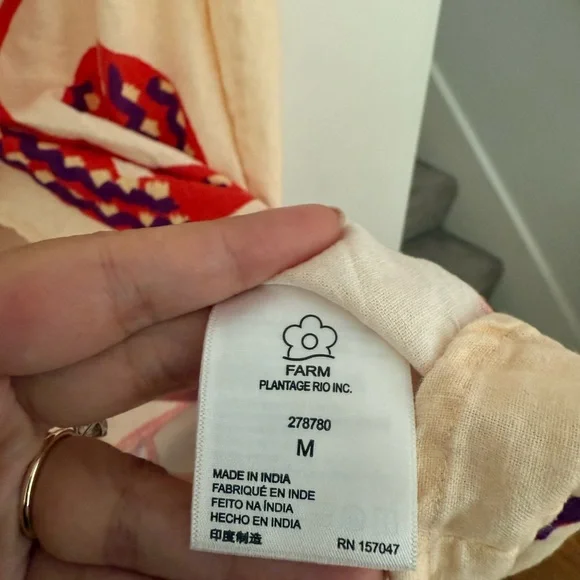 FARM
PLANTAGE RIO INC.
278780
M
MADE IN INDIA
FABRIQUÉ EN INDE
FEITO NA ÍNDIA
HECHO EN INDIA
印度制造
RN 157047